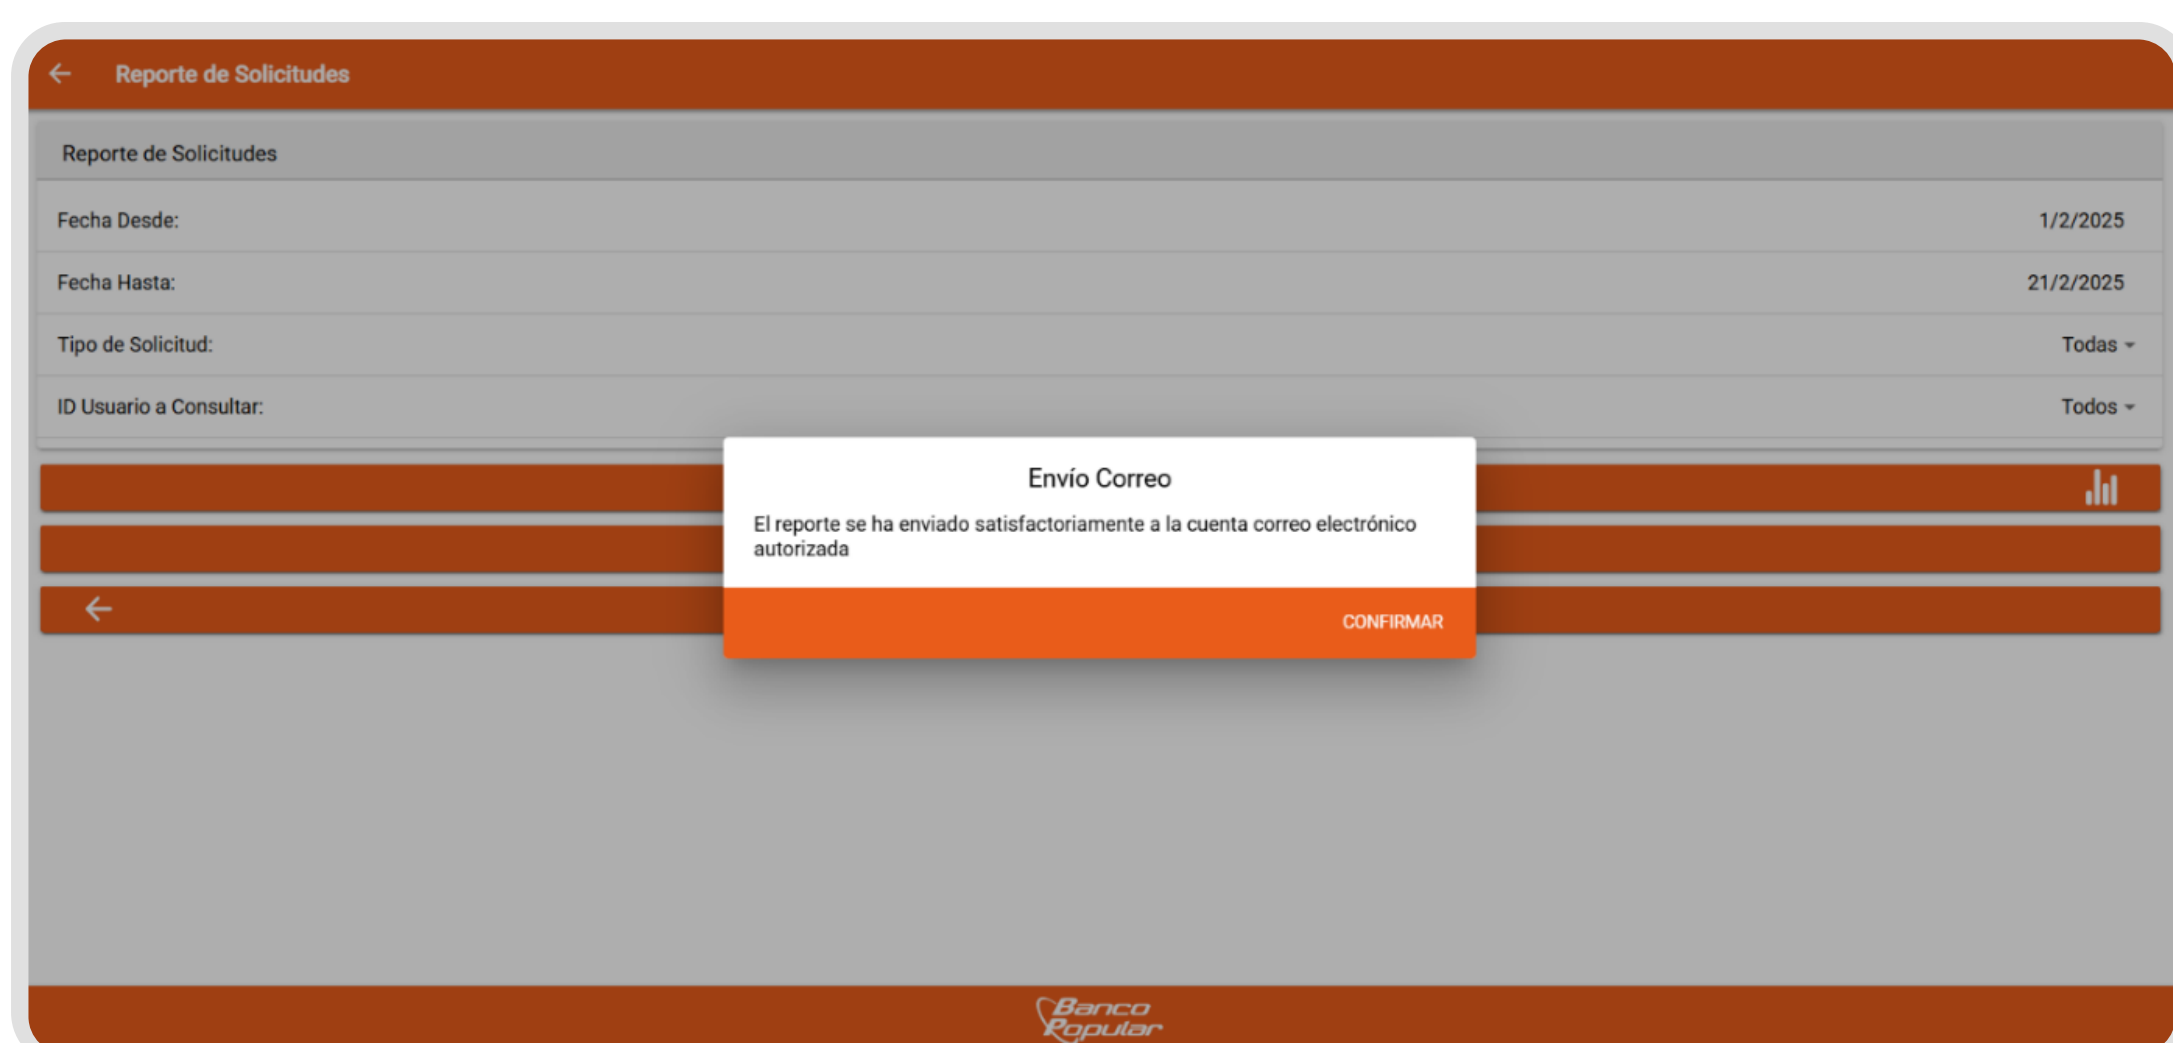 Reporte de Solicitudes
Reporte de Solicitudes
Fecha Desde: 1/2/2025
Fecha Hasta: 21/2/2025
Tipo de Solicitud: Todas
ID Usuario a Consultar: Todos
Envío Correo
El reporte se ha enviado satisfactoriamente a la cuenta correo electrónico
autorizada
CONFIRMAR
Banco
Popular